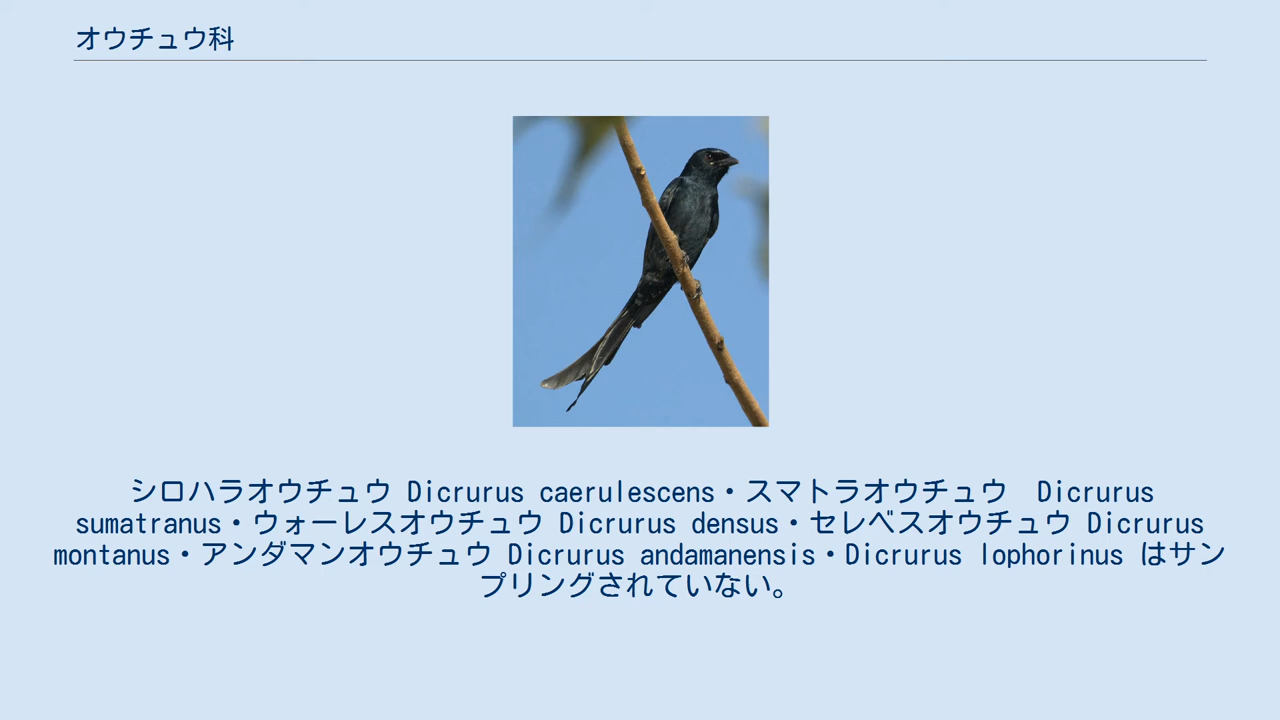 オウチュウ科
シロハラオウチュウ Dicrurus caerulescens・スマトラオウチュウ　Dicrurus
sumatranus・ウォーレスオウチュウ Dicrurus densus・セレベスオウチュウ Dicrurus
montanus・アンダマンオウチュウ Dicrurus andamanensis・Dicrurus lophorinus はサン
プリングされていない。